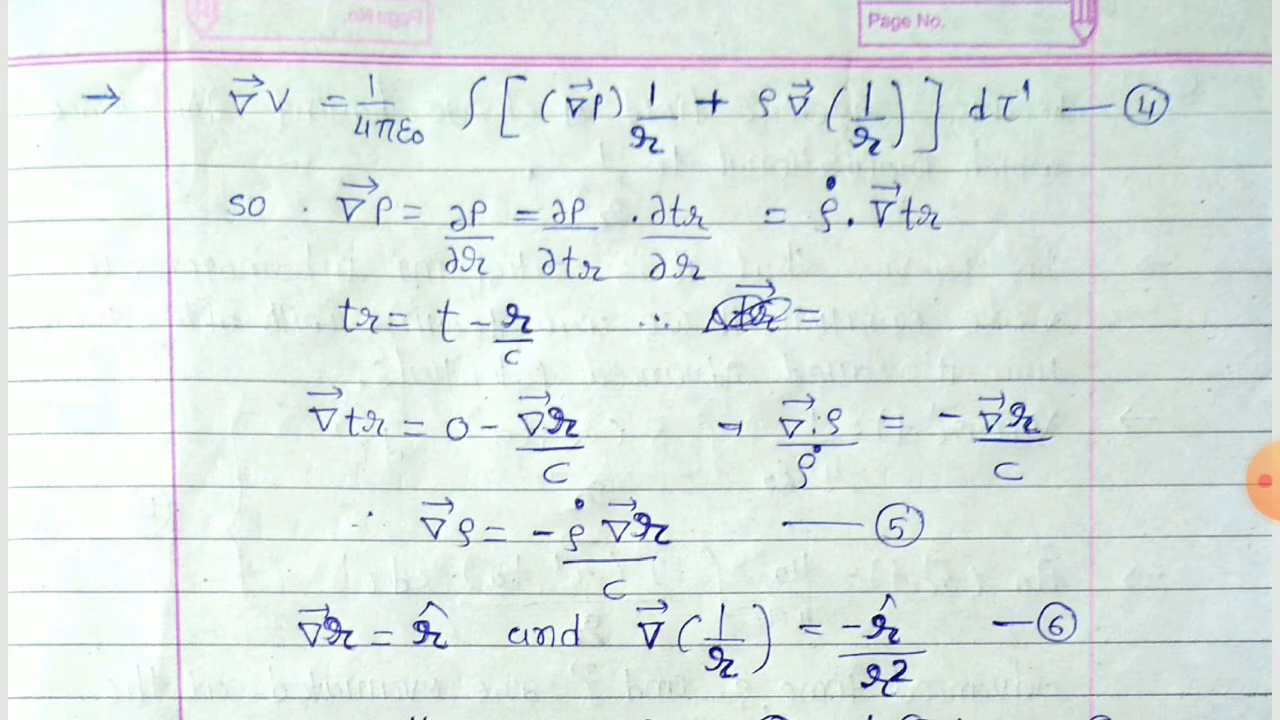 Page No.
→ ∇⃗V = 1/4πε₀ ∫ [ (∇⃗ρ) 1/r + ρ ∇⃗ (1/r) ] dτ' — ④
so . ∇⃗ρ = ∂ρ/∂r = ∂ρ/∂tr . ∂tr/∂r = ρ̇ . ∇⃗tr
tr = t - r/c ∴ =
∇⃗tr = 0 - ∇⃗r/c ⇒ ∇⃗.ρ/ρ̇ = - ∇⃗r/c
∴ ∇⃗ρ = - ρ̇ ∇⃗r/c — ⑤
∇⃗r = r̂ and ∇⃗ (1/r) = - r̂/r² — ⑥